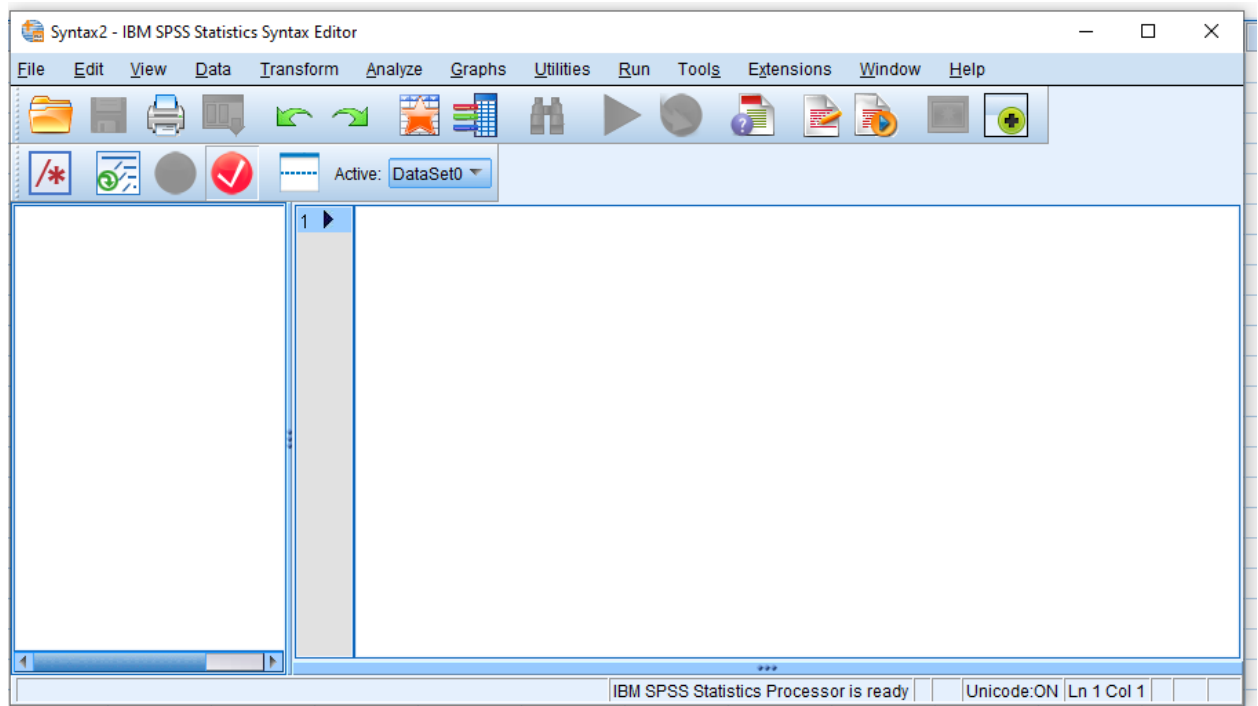 Syntax2 - IBM SPSS Statistics Syntax Editor
File Edit View Data Transform Analyze Graphs Utilities Run Tools Extensions Window Help
Active: DataSet0
1
IBM SPSS Statistics Processor is ready Unicode:ON Ln 1 Col 1